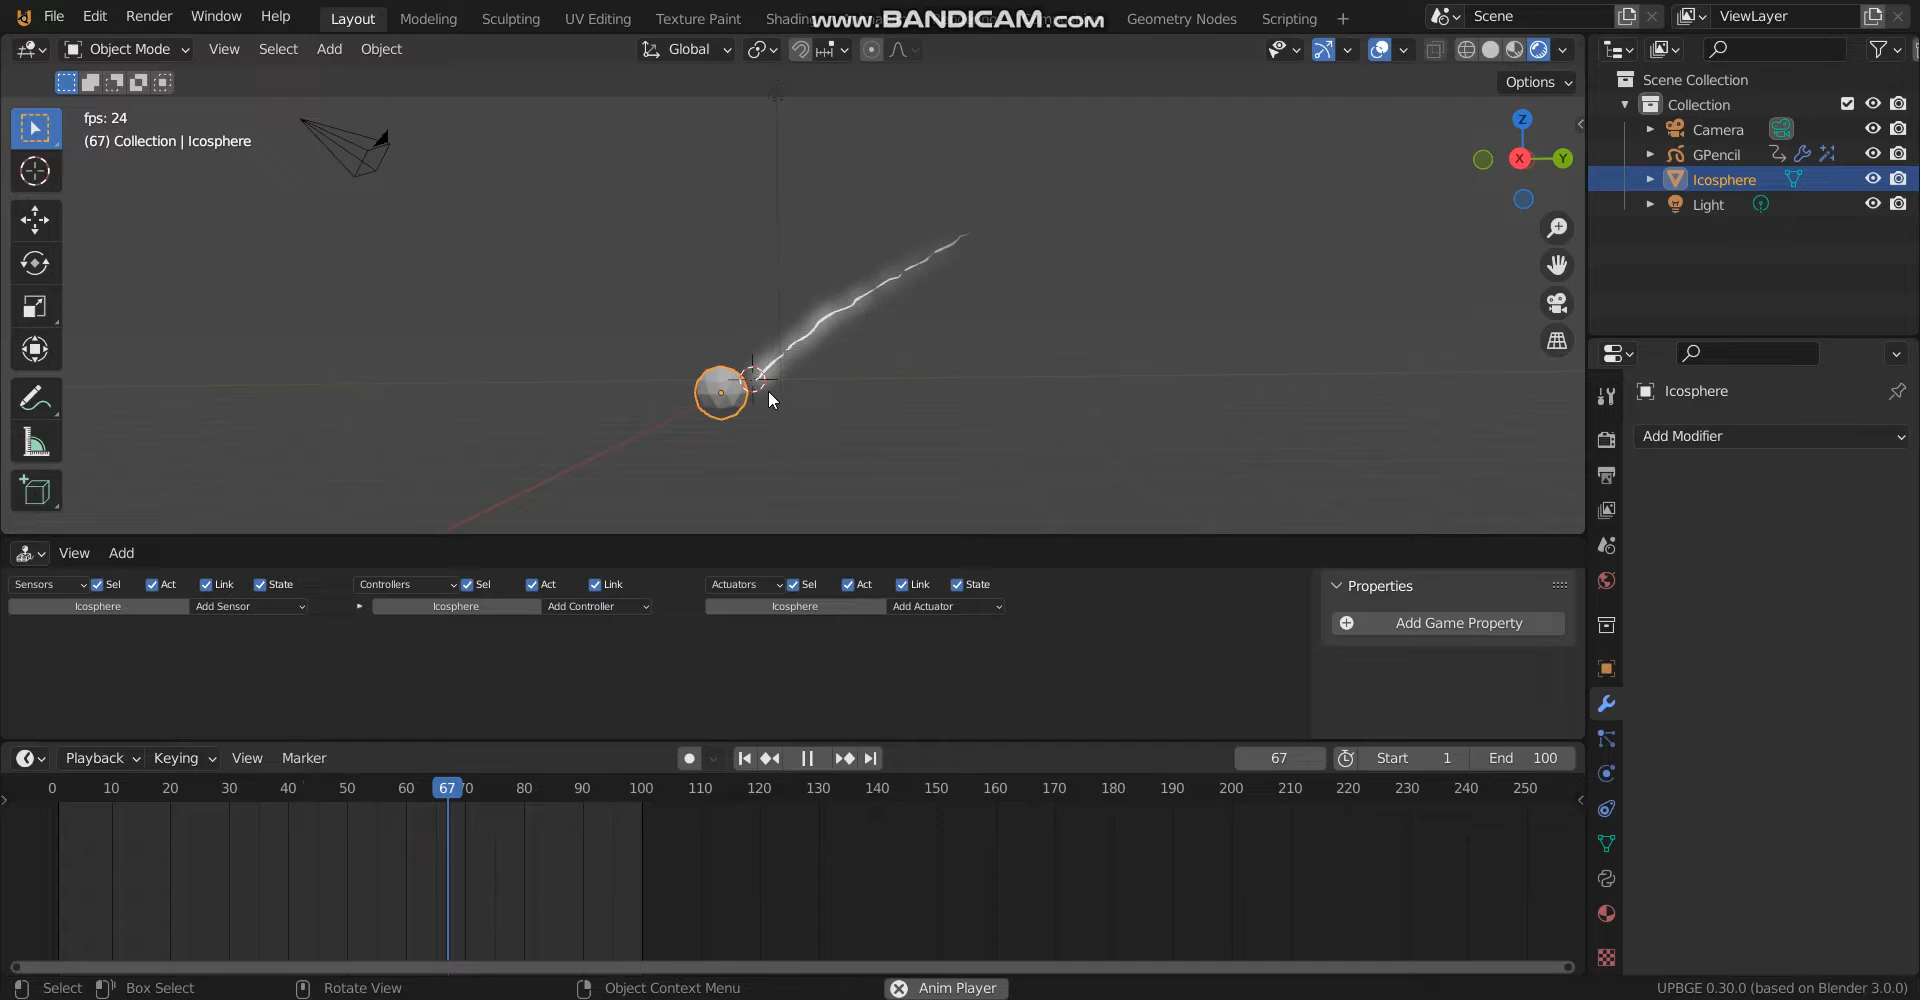 File Edit Render Window Help Layout Modeling Sculpting UV Editing Texture Paint Shading Geometry Nodes Scripting Scene ViewLayer
www.BANDICAM.com
Object Mode View Select Add Object Global
Options
fps: 24
(67) Collection | Icosphere
Z
X
Y
Scene Collection
Collection
Camera
GPencil
Icosphere
Light
Icosphere
Add Modifier
View Add
Sensors Sel Act Link State Controllers Sel Act Link Actuators Sel Act Link State
Icosphere Add Sensor Icosphere Add Controller Icosphere Add Actuator
Properties
Add Game Property
Playback Keying View Marker 67 Start 1 End 100
0 10 20 30 40 50 60 67 70 80 90 100 110 120 130 140 150 160 170 180 190 200 210 220 230 240 250
Select Box Select Rotate View Object Context Menu Anim Player UPBGE 0.30.0 (based on Blender 3.0.0)